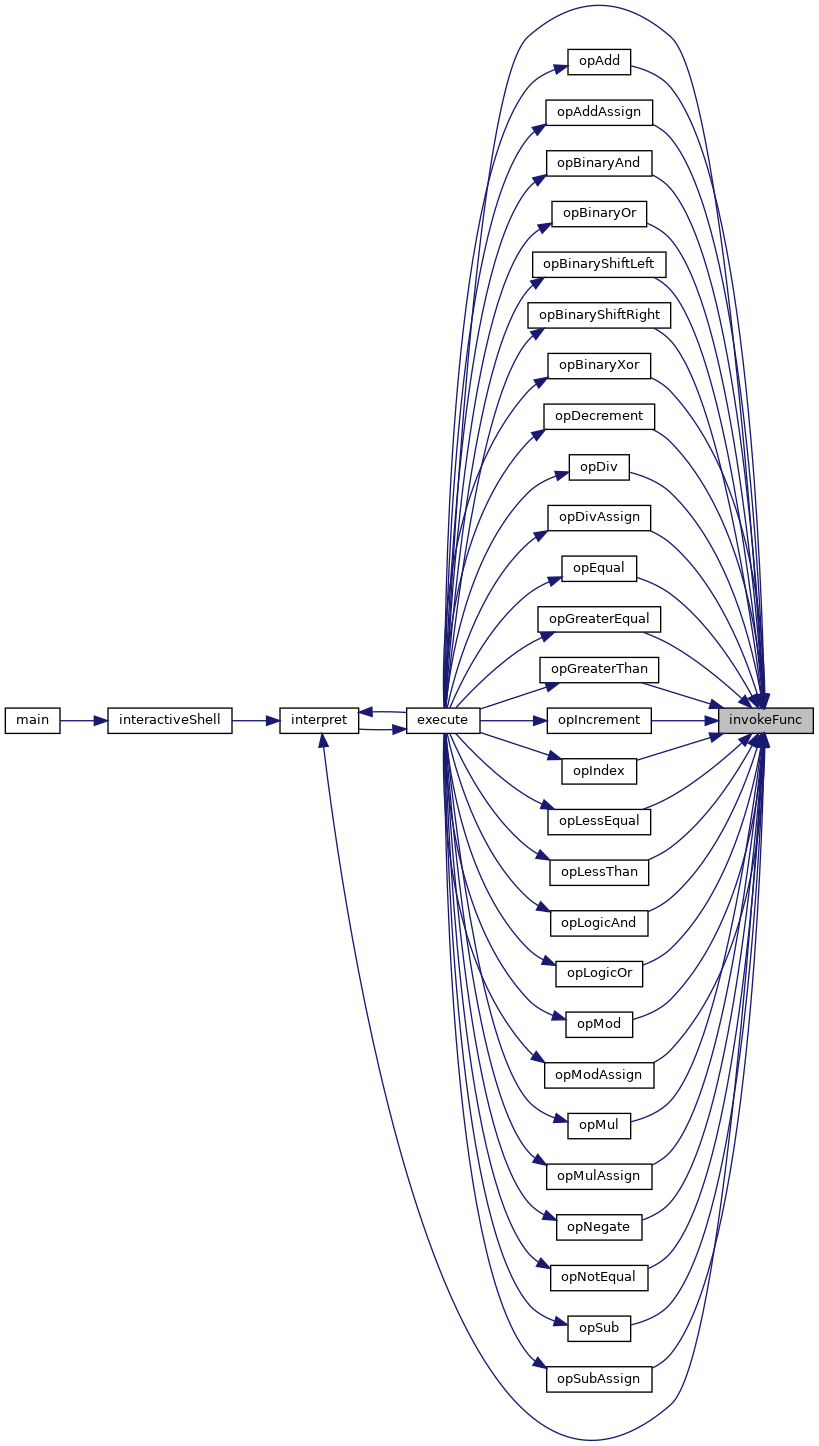 opAdd
opAddAssign
opBinaryAnd
opBinaryOr
opBinaryShiftLeft
opBinaryShiftRight
opBinaryXor
opDecrement
opDiv
opDivAssign
opEqual
opGreaterEqual
opGreaterThan
main
interactiveShell
interpret
execute
opIncrement
invokeFunc
opIndex
opLessEqual
opLessThan
opLogicAnd
opLogicOr
opMod
opModAssign
opMul
opMulAssign
opNegate
opNotEqual
opSub
opSubAssign